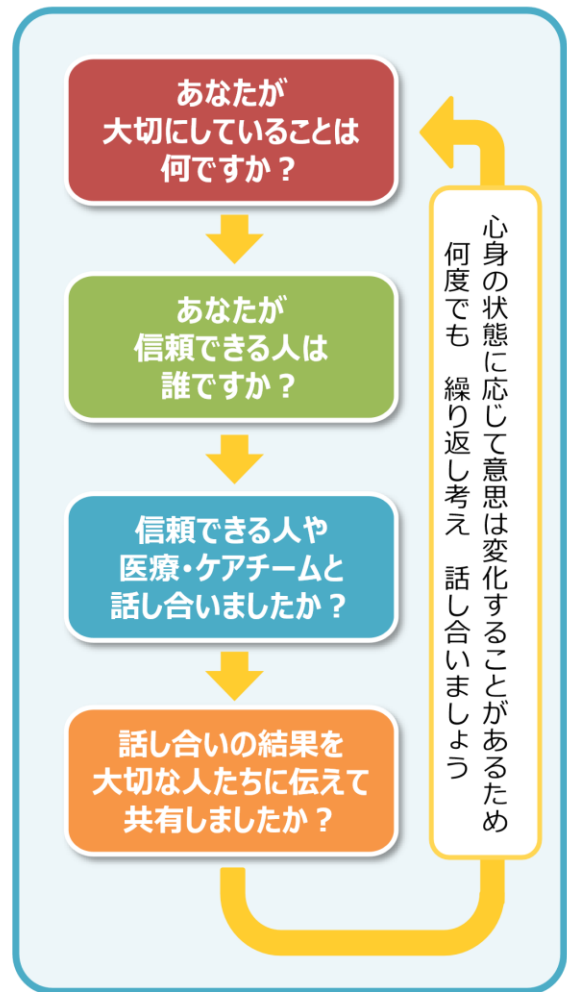 あなたが
大切にしていることは
何ですか？
あなたが
信頼できる人は
誰ですか？
信頼できる人や
医療・ケアチームと
話し合いましたか？
話し合いの結果を
大切な人たちに伝えて
共有しましたか？
心身の状態に応じて意思は変化することがあるため
何度でも　繰り返し考え　話し合いましょう